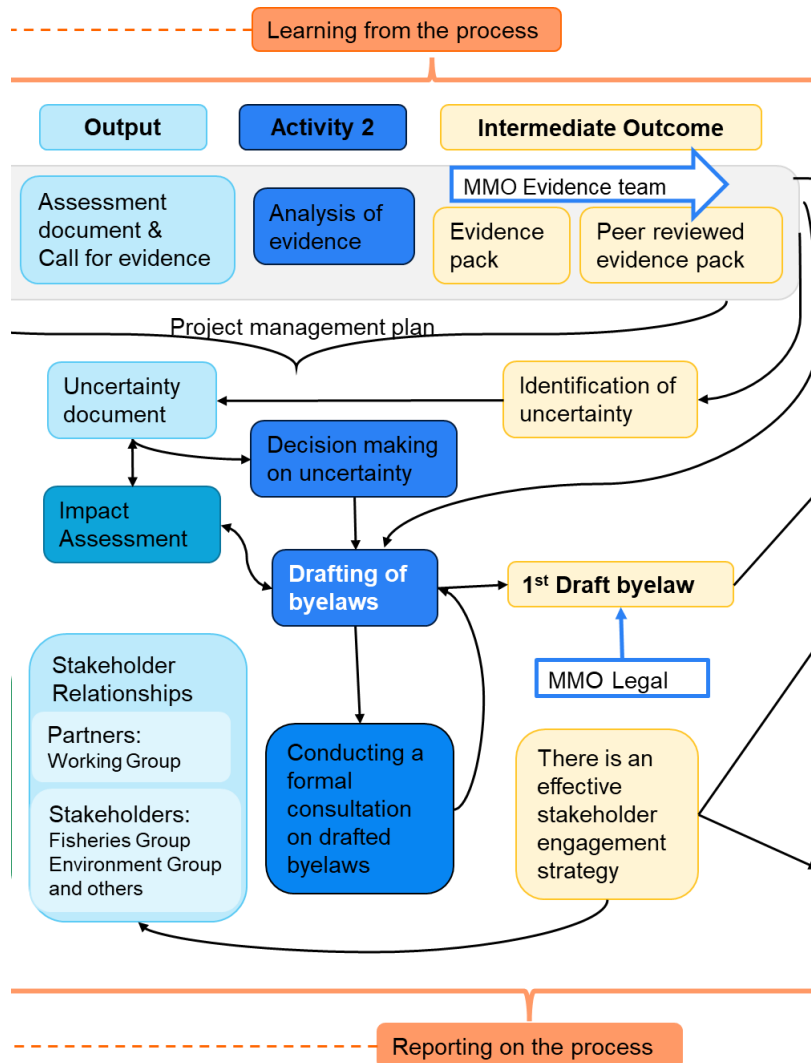 Learning from the process
Output
Activity 2
Intermediate Outcome
MMO Evidence team
Assessment
document &
Call for evidence
Analysis of
evidence
Evidence
pack
Peer reviewed
evidence pack
Project management plan
Uncertainty
document
Identification of
uncertainty
Decision making
on uncertainty
Impact
Assessment
Drafting of
byelaws
1st Draft byelaw
MMO Legal
Stakeholder
Relationships
Partners:
Working Group
Stakeholders:
Fisheries Group
Environment Group
and others
Conducting a
formal
consultation
on drafted
byelaws
There is an
effective
stakeholder
engagement
strategy
Reporting on the process